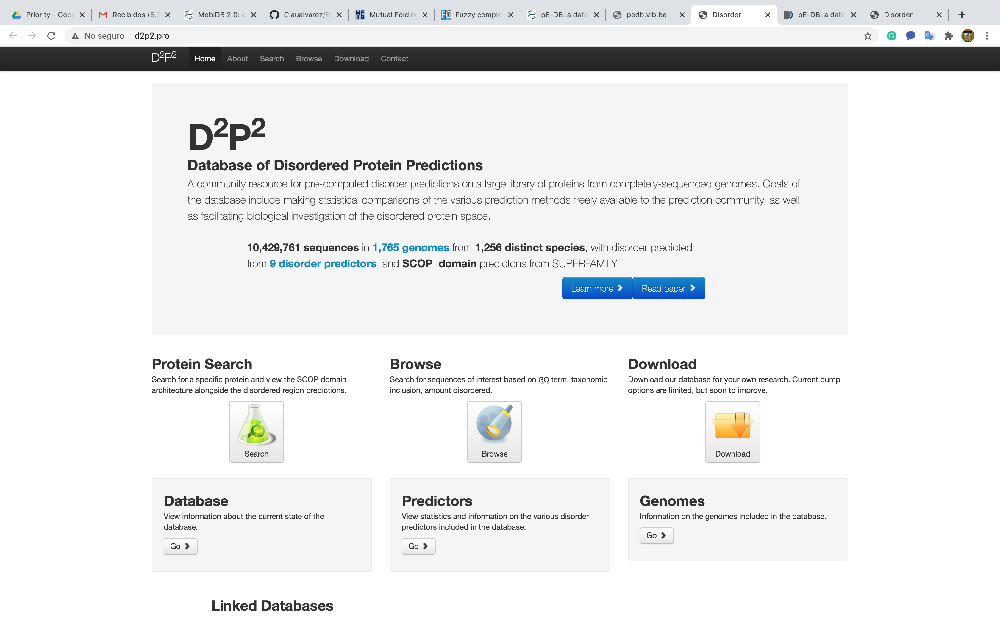 Priority - Goog
Recibidos (5.3
MobiDB 2.0: a
Claualvarez/E
Mutual Folding
Fuzzy comple
pE-DB: a data
pedb.vib.be
Disorder
pE-DB: a data
Disorder
No seguro d2p2.pro
D²P² Home About Search Browse Download Contact
D²P²
Database of Disordered Protein Predictions
A community resource for pre-computed disorder predictions on a large library of proteins from completely-sequenced genomes. Goals of
the database include making statistical comparisons of the various prediction methods freely available to the prediction community, as well
as facilitating biological investigation of the disordered protein space.
10,429,761 sequences in 1,765 genomes from 1,256 distinct species, with disorder predicted
from 9 disorder predictors, and SCOP domain predictons from SUPERFAMILY.
Learn more Read paper
Protein Search
Search for a specific protein and view the SCOP domain
architecture alongside the disordered region predictions.
Search
Browse
Search for sequences of interest based on GO term, taxonomic
inclusion, amount disordered.
Browse
Download
Download our database for your own research. Current dump
options are limited, but soon to improve.
Download
Database
View information about the current state of the
database.
Go
Predictors
View statistics and information on the various disorder
predictors included in the database.
Go
Genomes
Information on the genomes included in the database.
Go
Linked Databases